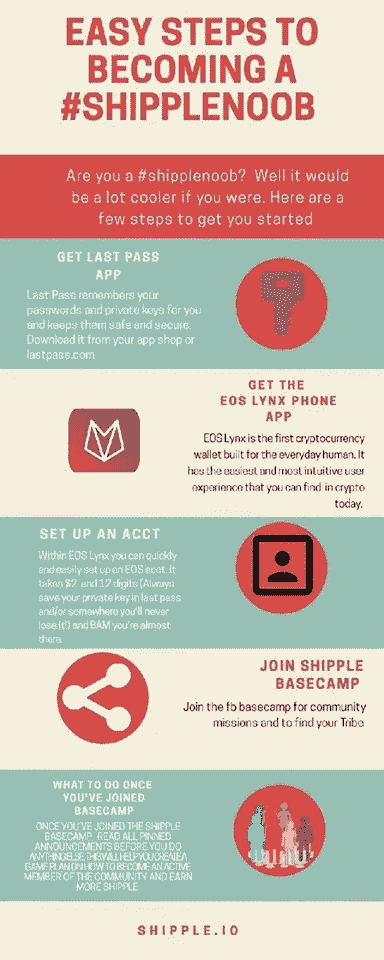 EASY STEPS TO
BECOMING A
#SHIPPLENOOB
Are you a #shipplenoob? Well it would
be a lot cooler if you were. Here are a
few steps to get you started
GET LAST PASS
APP
Last Pass remembers your
passwords and private keys for you
and keeps them safe and secure.
Download it from your app shop or
lastpass.com
GET THE
EOS LYNX PHONE
APP
EOS Lynx is the first cryptocurrency
wallet built for the everyday human. It
has the easiest and most intuitive user
experience that you can find in crypto
today.
SET UP AN ACCT
Within EOS Lynx you can quickly
and easily set up an EOS acct. it
takes $2 and 12 digits (Always
save your private key in last pass
and/or somewhere you'll never
lose it!) and BAM you're almost
there.
JOIN SHIPPLE
BASECAMP
Join the fb basecamp for community
missions and to find your Tribe
WHAT TO DO ONCE
YOU'VE JOINED
BASECAMP
ONCE YOU'VE JOINED THE SHIPPLE
BASECAMP, READ ALL PINNED
ANNOUNCEMENTS BEFORE YOU DO
ANYTHING ELSE. THIS WILL HELP YOU CREATE A
GAME PLAN ON HOW TO BECOME AN ACTIVE
MEMBER OF THE COMMUNITY AND EARN
MORE SHIPPLE
SHIPPLE.IO